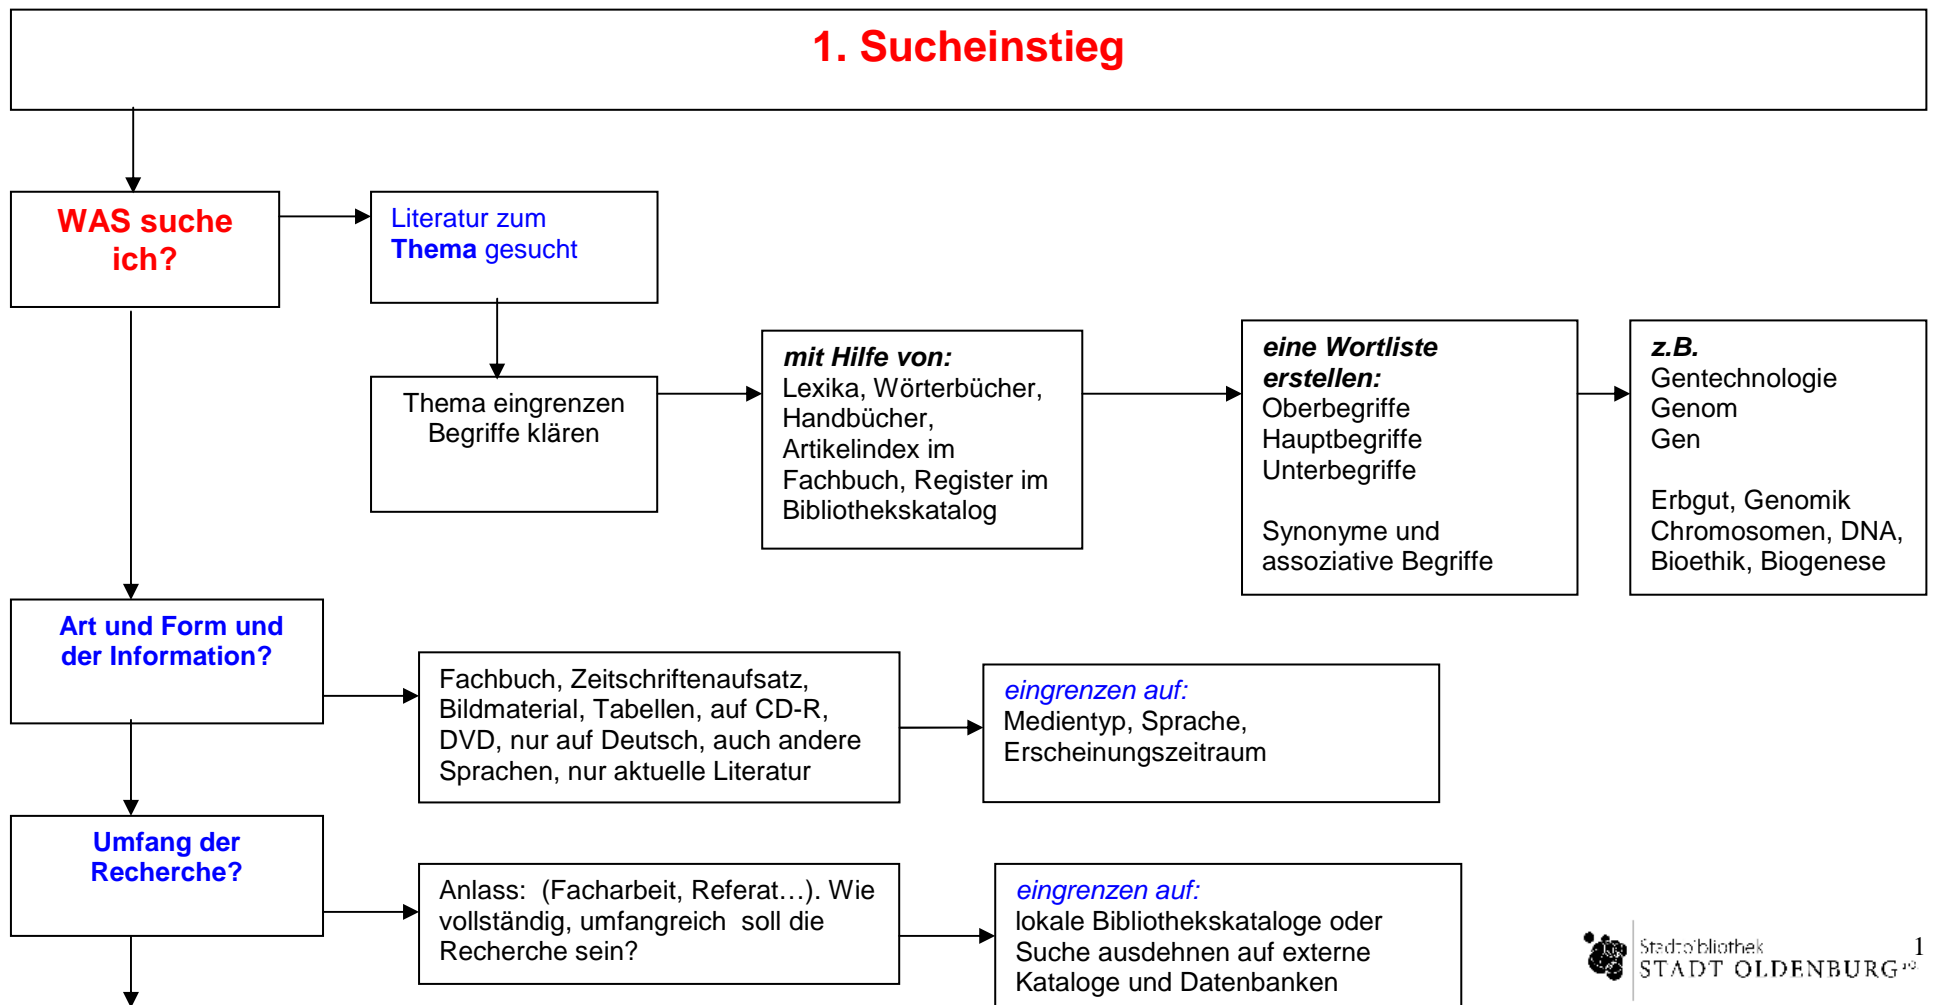 1. Sucheinstieg
WAS suche
ich?
Literatur zum
Thema gesucht
Thema eingrenzen
Begriffe klären
mit Hilfe von:
Lexika, Wörterbücher,
Handbücher,
Artikelindex im
Fachbuch, Register im
Bibliothekskatalog
eine Wortliste
erstellen:
Oberbegriffe
Hauptbegriffe
Unterbegriffe
Synonyme und
assoziative Begriffe
z.B.
Gentechnologie
Genom
Gen
Erbgut, Genomik
Chromosomen, DNA,
Bioethik, Biogenese
Art und Form und
der Information?
Fachbuch, Zeitschriftenaufsatz,
Bildmaterial, Tabellen, auf CD-R,
DVD, nur auf Deutsch, auch andere
Sprachen, nur aktuelle Literatur
eingrenzen auf:
Medientyp, Sprache,
Erscheinungszeitraum
Umfang der
Recherche?
Anlass:  (Facharbeit, Referat…). Wie
vollständig, umfangreich  soll die
Recherche sein?
eingrenzen auf:
lokale Bibliothekskataloge oder
Suche ausdehnen auf externe
Kataloge und Datenbanken
Stadtbibliothek
STADT OLDENBURG
1